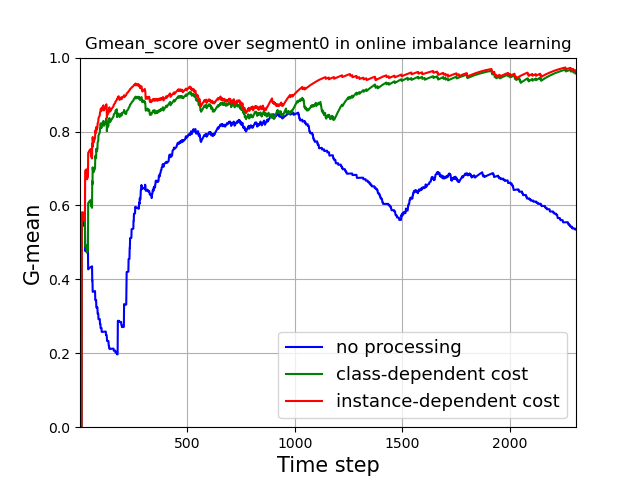 Gmean_score over segment0 in online imbalance learning
1.0
0.8
0.6
0.4
0.2
0.0
G-mean
no processing
class-dependent cost
instance-dependent cost
500
1000
1500
2000
Time step